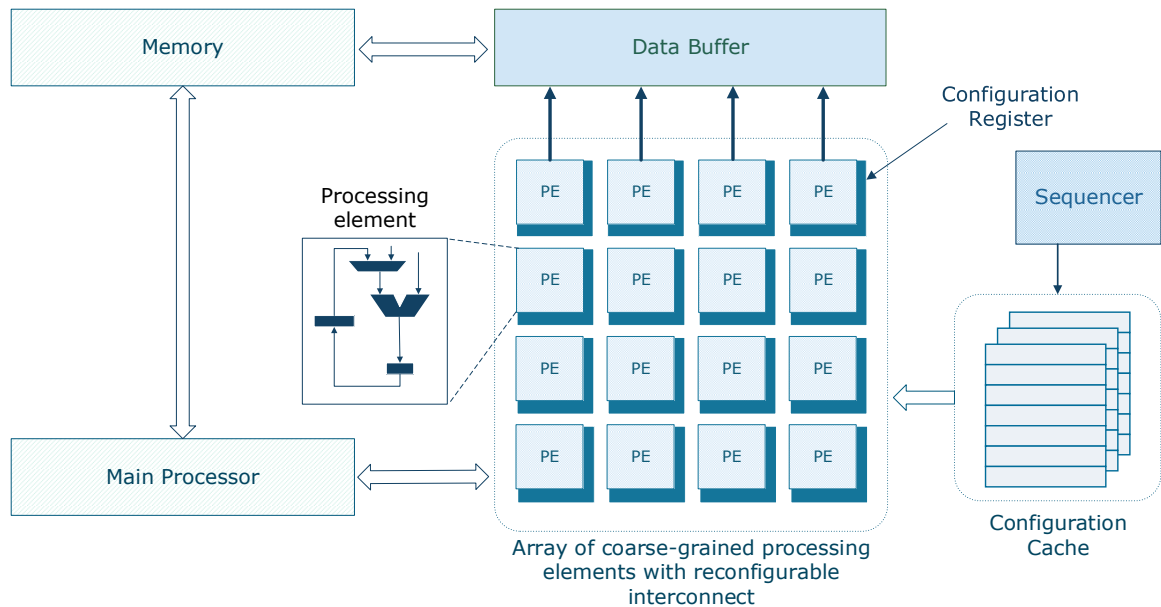 Memory
Data Buffer
Configuration
Register
Sequencer
Processing
element
PE PE PE PE
PE PE PE PE
PE PE PE PE
PE PE PE PE
Main Processor
Configuration
Cache
Array of coarse-grained processing
elements with reconfigurable
interconnect